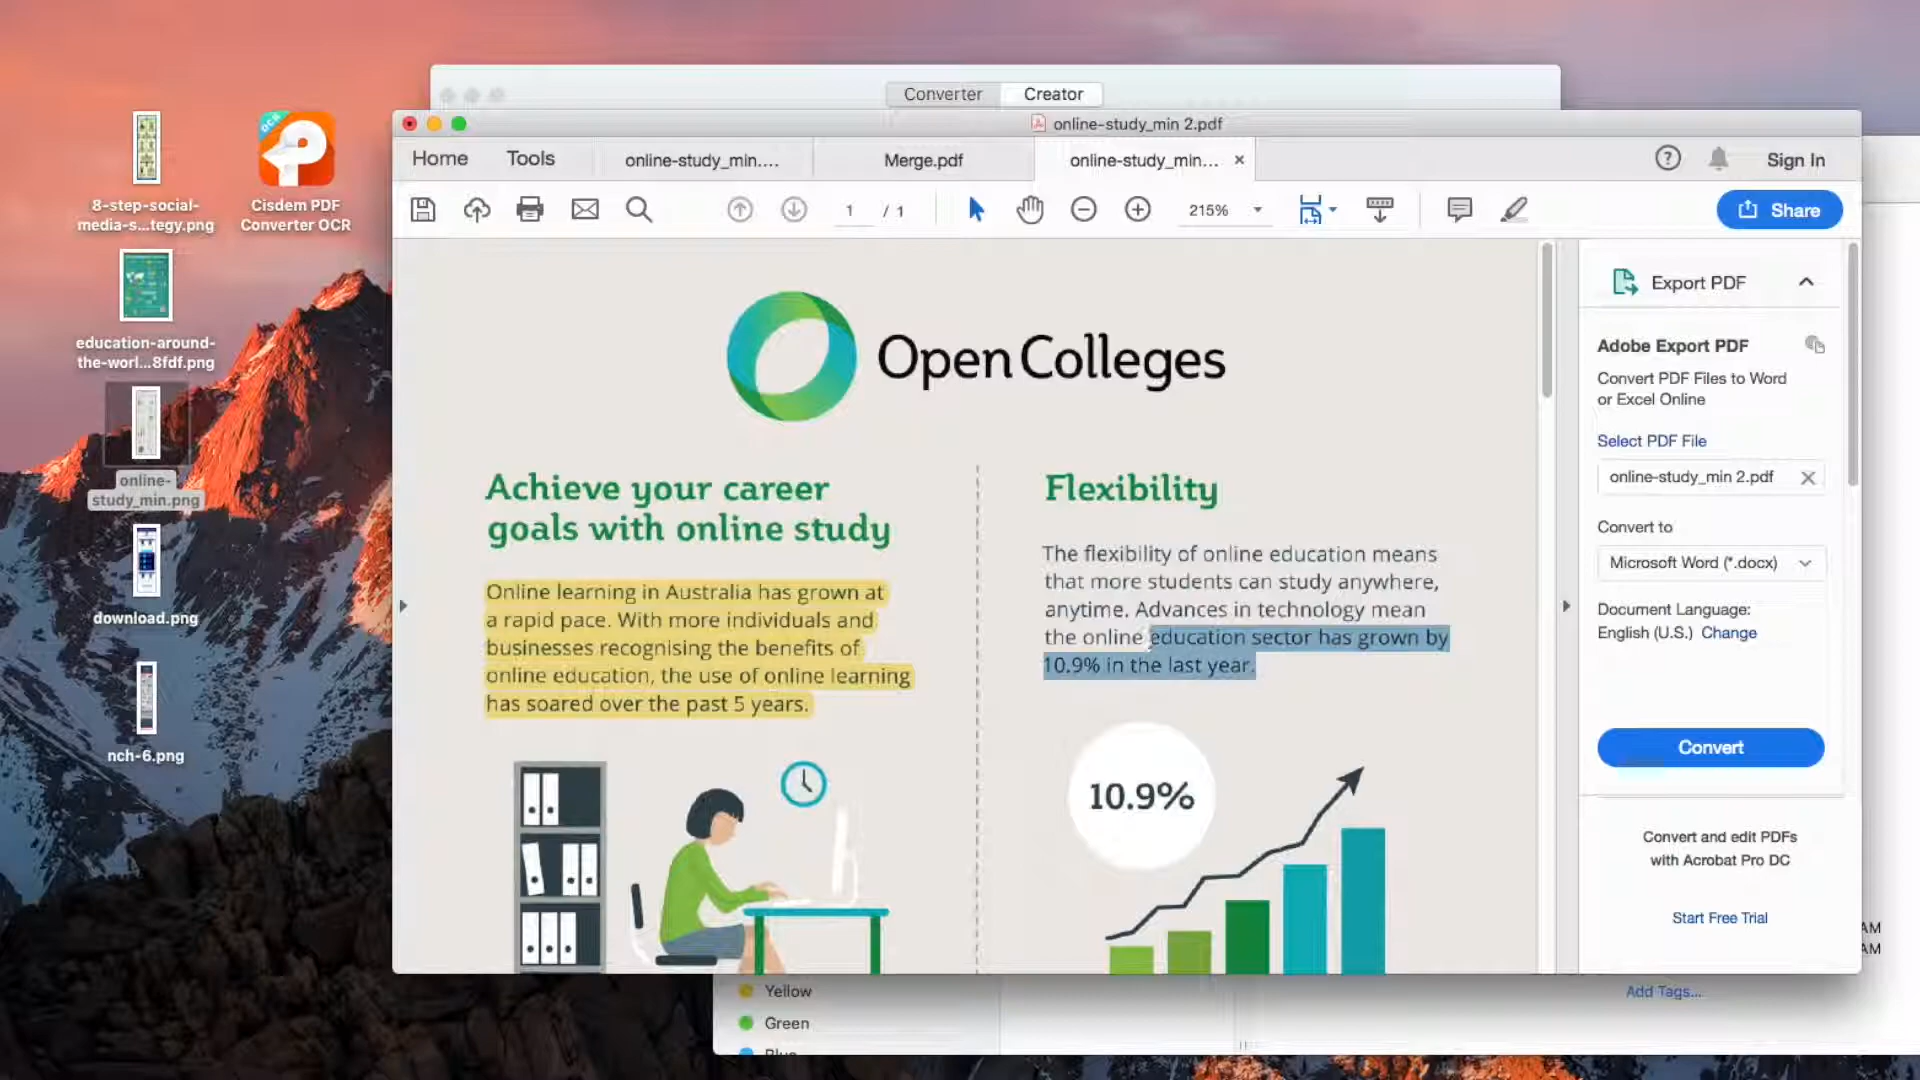 Converter
Creator
online-study_min 2.pdf
Home
Tools
online-study_min....
Merge.pdf
online-study_min...
Sign In
1
/ 1
215%
Share
OCR
8-step-social-
media-s...tegy.png
Cisdem PDF
Converter OCR
education-around-
the-worl...8fdf.png
online-
study_min.png
download.png
nch-6.png
Open Colleges
Achieve your career
goals with online study
Online learning in Australia has grown at
a rapid pace. With more individuals and
businesses recognising the benefits of
online education, the use of online learning
has soared over the past 5 years.
Flexibility
The flexibility of online education means
that more students can study anywhere,
anytime. Advances in technology mean
the online education sector has grown by
10.9% in the last year.
10.9%
Export PDF
Adobe Export PDF
Convert PDF Files to Word
or Excel Online
Select PDF File
online-study_min 2.pdf
Convert to
Microsoft Word (*.docx)
Document Language:
English (U.S.) Change
Convert
Convert and edit PDFs
with Acrobat Pro DC
Start Free Trial
AM
AM
Yellow
Green
Blue
Add Tags...